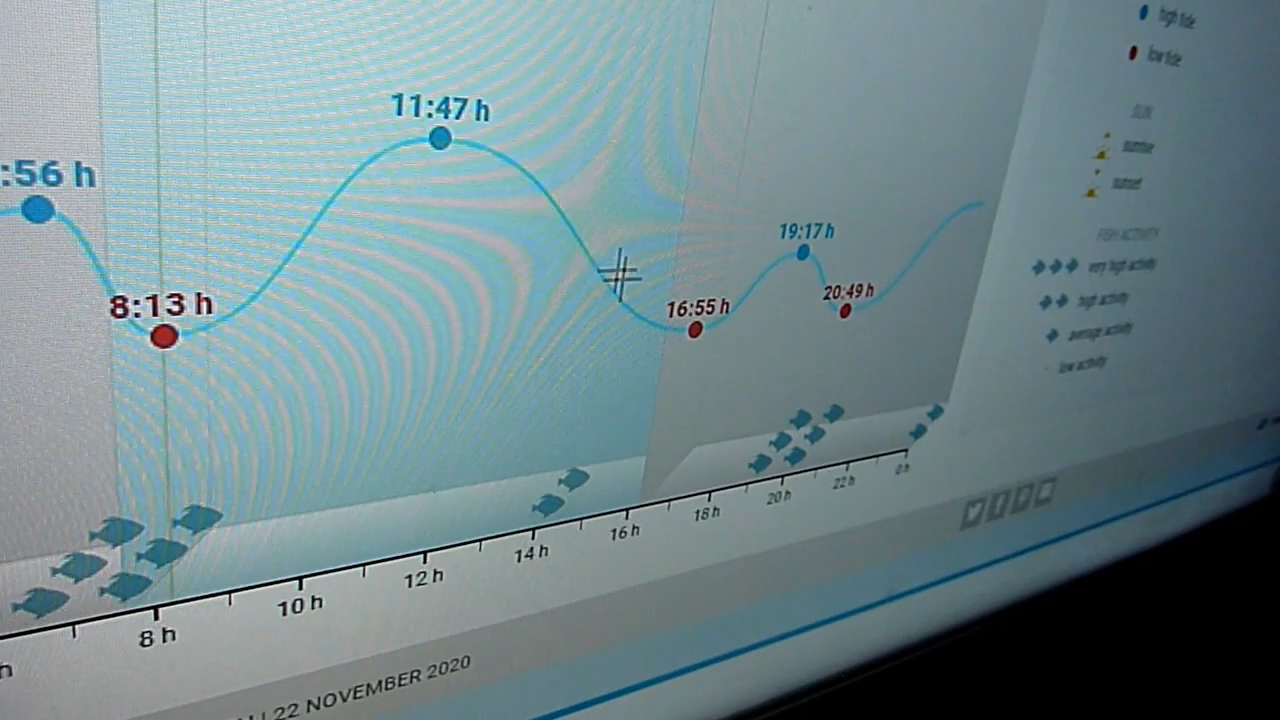 :56 h
8:13 h
11:47 h
16:55 h
19:17 h
20:49 h
h
8 h
10 h
12 h
14 h
16 h
18 h
20 h
22 h
0 h
22 NOVEMBER 2020
high tide
low tide
SUN
sunrise
sunset
FISH ACTIVITY
very high activity
high activity
average activity
low activity